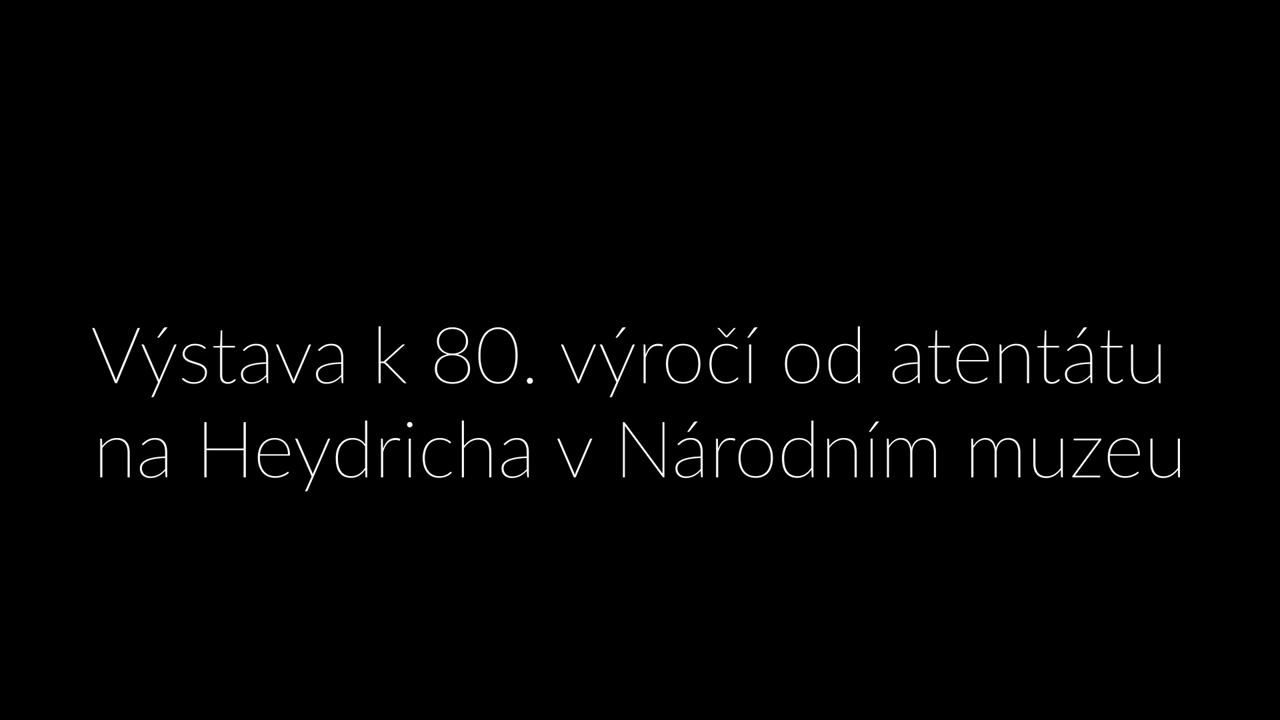 Výstava k 80. výročí od atentátu
na Heydricha v Národním muzeu